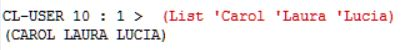 CL-USER 10 : 1 > (List 'Carol 'Laura 'Lucia)
(CAROL LAURA LUCIA)